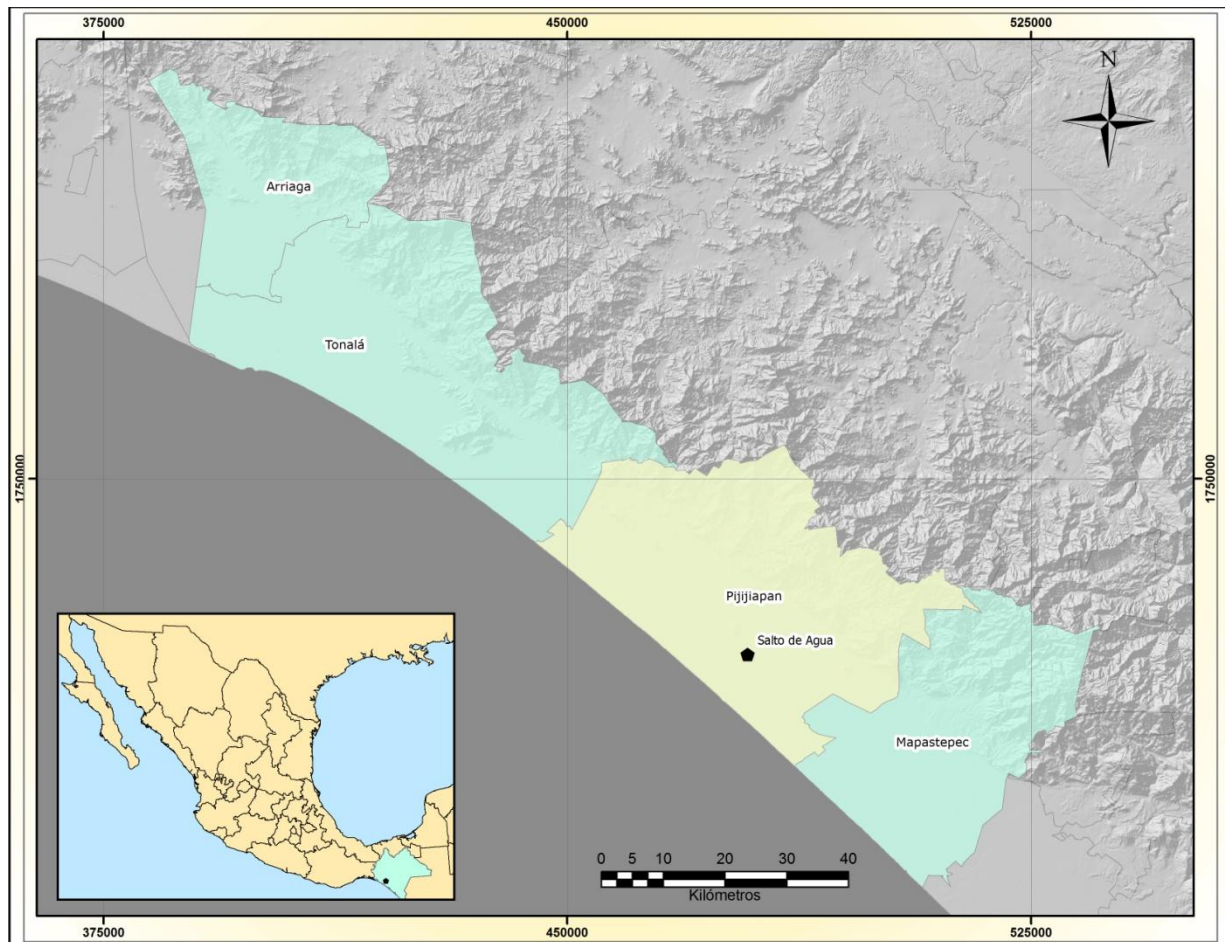 375000 450000 525000
N
Arriaga
Tonalá
1750000 1750000
Pijijiapan
Salto de Agua
Mapastepec
0 5 10 20 30 40
Kilómetros
375000 450000 525000